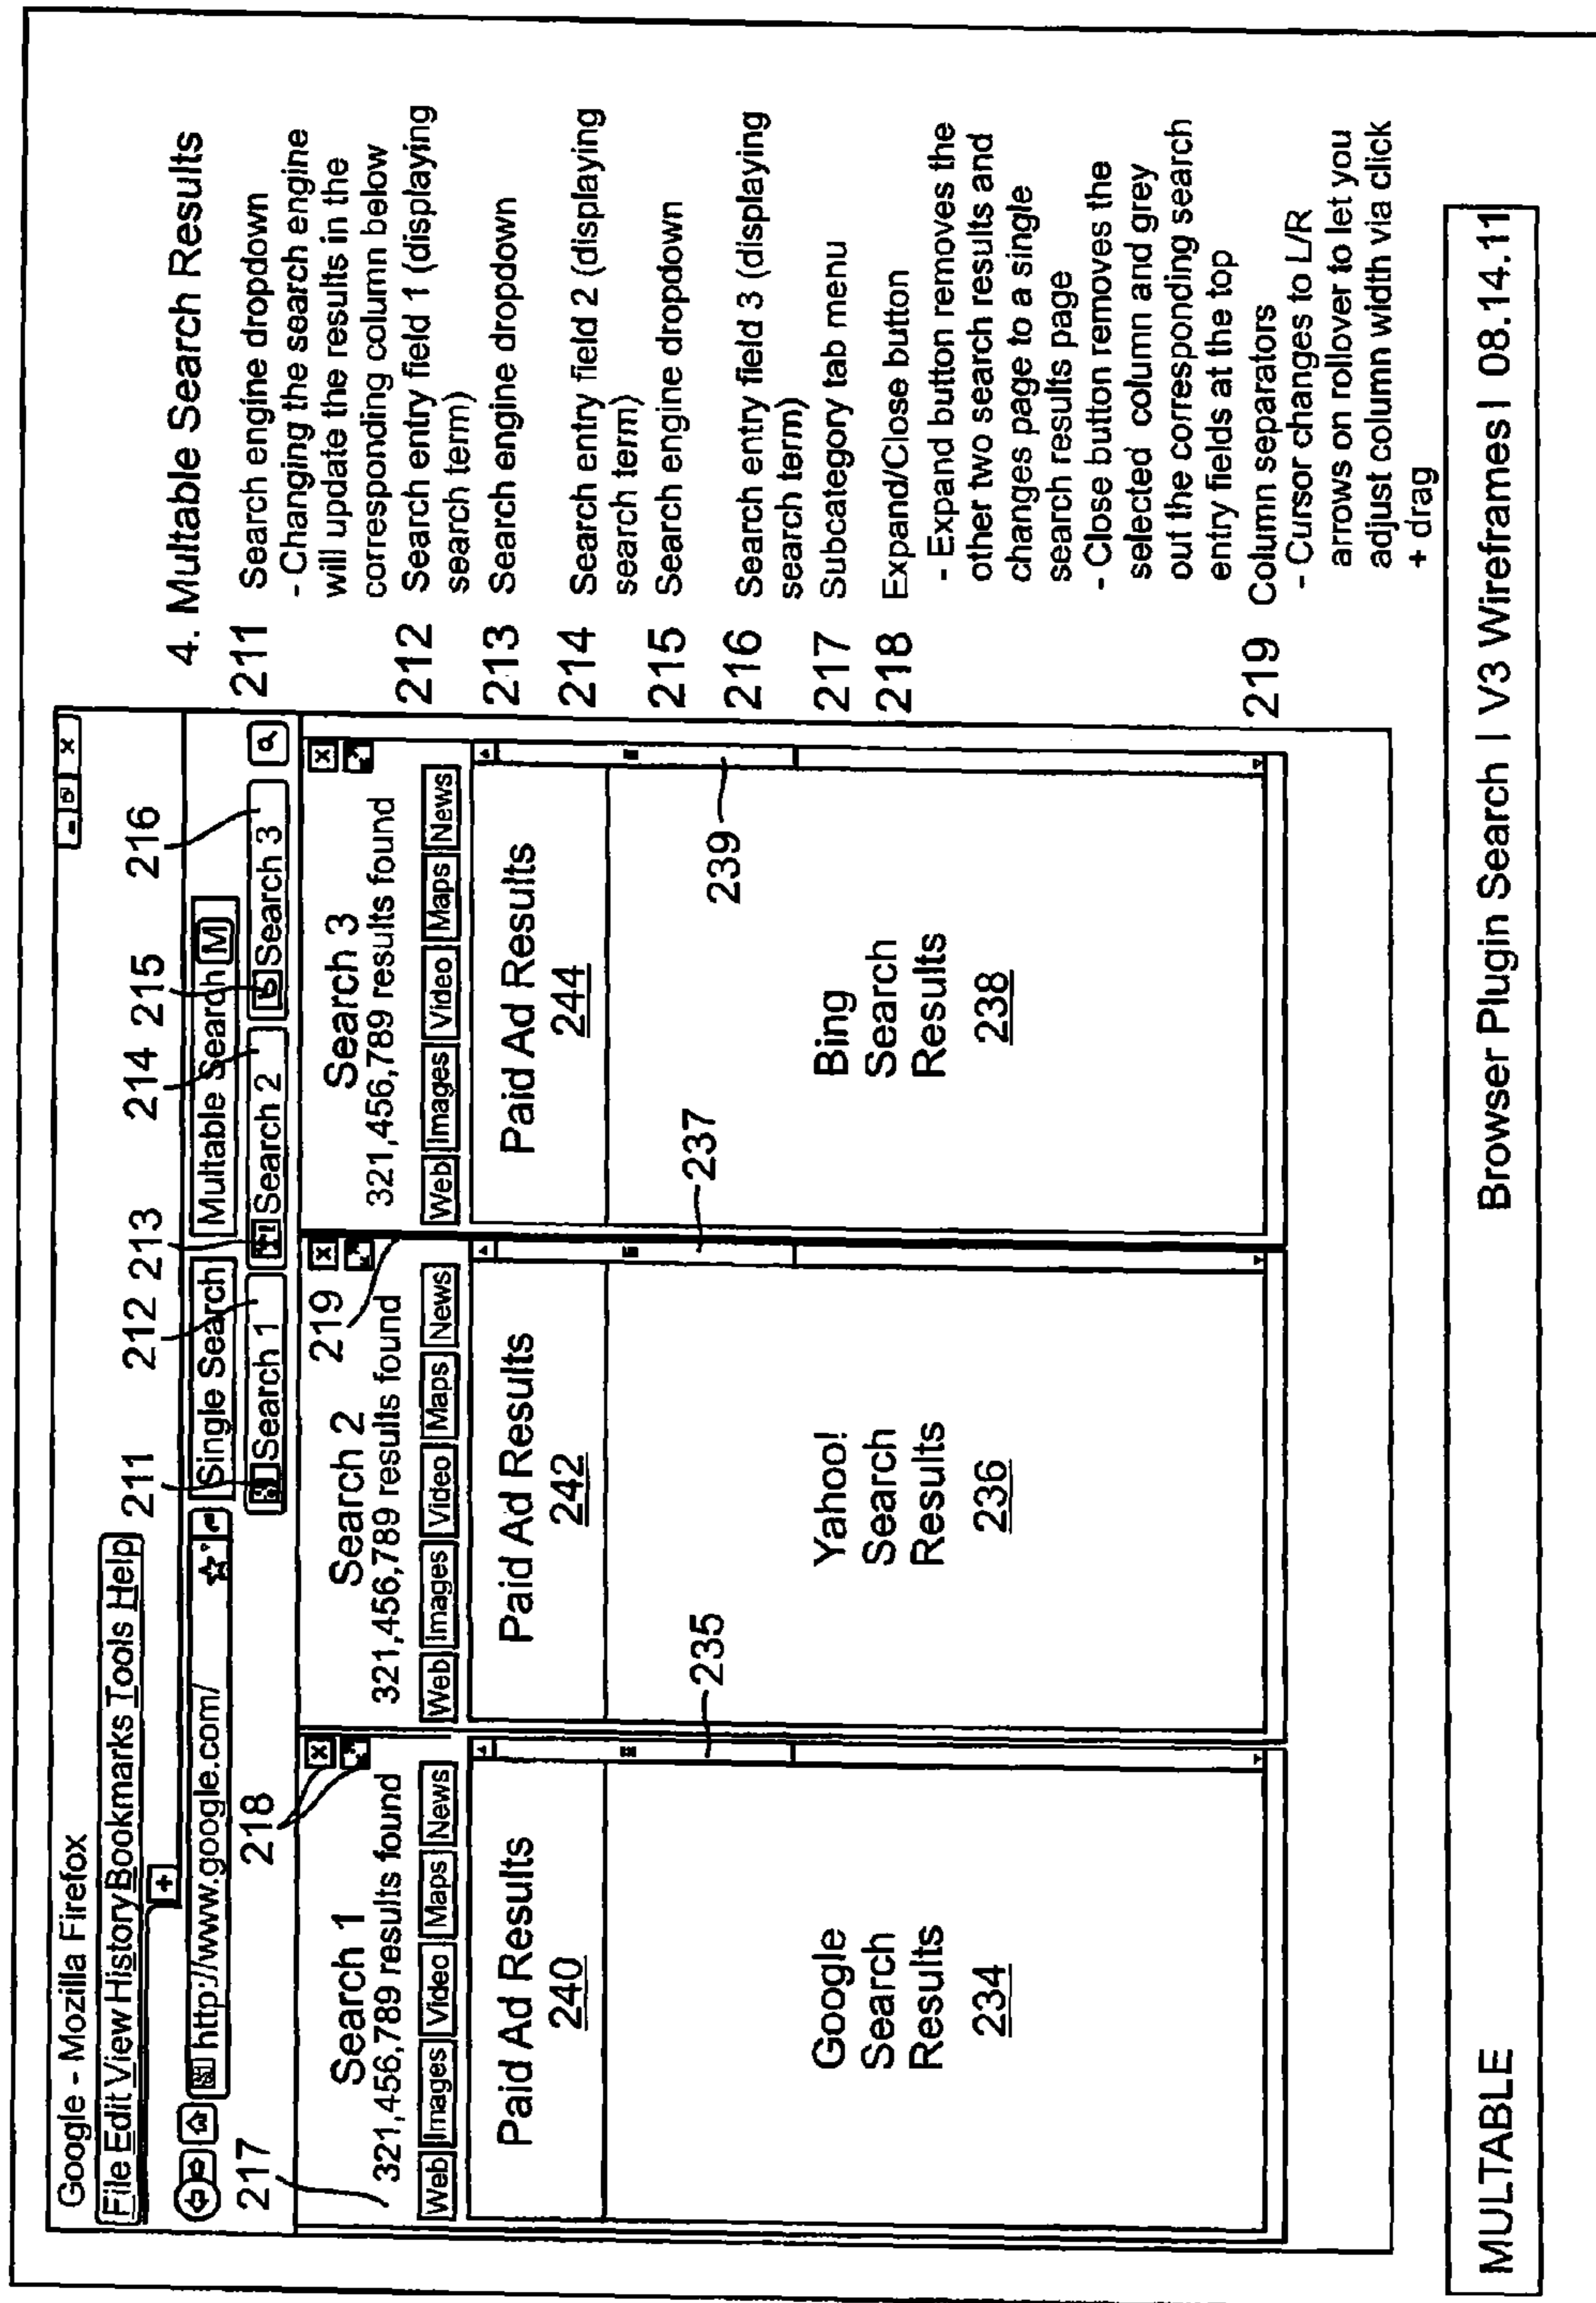 Google - Mozilla Firefox
File Edit View History Bookmarks Tools Help
+
http://www.google.com/
Single Search
Multable Search M
211
212
213
214
215
216
Search 1
Search 2
Search 3
217
218
219
Search 1
321,456,789 results found
Web Images Video Maps News
Paid Ad Results
240
Google
Search
Results
234
235
Search 2
321,456,789 results found
Web Images Video Maps News
Paid Ad Results
242
Yahoo!
Search
Results
236
237
Search 3
321,456,789 results found
Web Images Video Maps News
Paid Ad Results
244
Bing
Search
Results
238
239
4. Multable Search Results
211 Search engine dropdown
- Changing the search engine
will update the results in the
corresponding column below
212 Search entry field 1 (displaying
search term)
213 Search engine dropdown
214 Search entry field 2 (displaying
search term)
215 Search engine dropdown
216 Search entry field 3 (displaying
search term)
217 Subcategory tab menu
218 Expand/Close button
- Expand button removes the
other two search results and
changes page to a single
search results page
- Close button removes the
selected column and grey
out the corresponding search
entry fields at the top
219 Column separators
- Cursor changes to L/R
arrows on rollover to let you
adjust column width via click
+ drag
MULTABLE
Browser Plugin Search | V3 Wireframes | 08.14.11